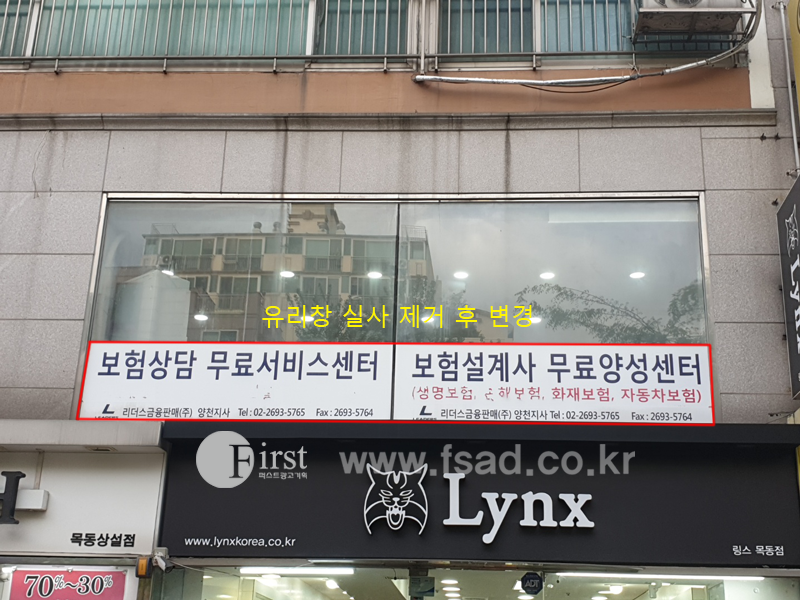 유리창 실사 제거 후 변경
보험상담 무료서비스센터
리더스금융판매(주) 양천지사 Tel : 02-2693-5765 Fax : 2693-5764
보험설계사 무료양성센터
(생명보험, 손해보험, 화재보험, 자동차보험)
리더스금융판매(주) 양천지사 Tel : 02-2693-5765 Fax : 2693-5764
First
퍼스트광고기획
www.fsad.co.kr
Lynx
www.lynxkorea.co.kr
링스 목동점
목동상설점
70%~30%
ADT